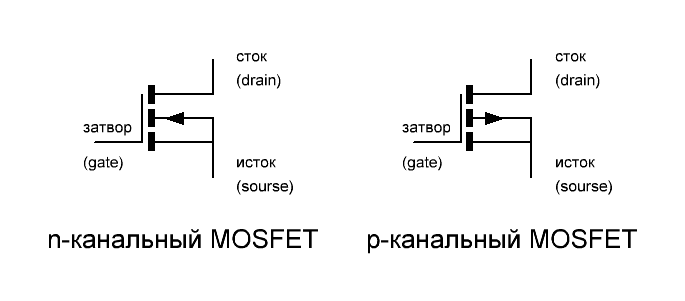 сток
(drain)
затвор
(gate)
исток
(sourse)
n-канальный MOSFET
сток
(drain)
затвор
(gate)
исток
(sourse)
p-канальный MOSFET